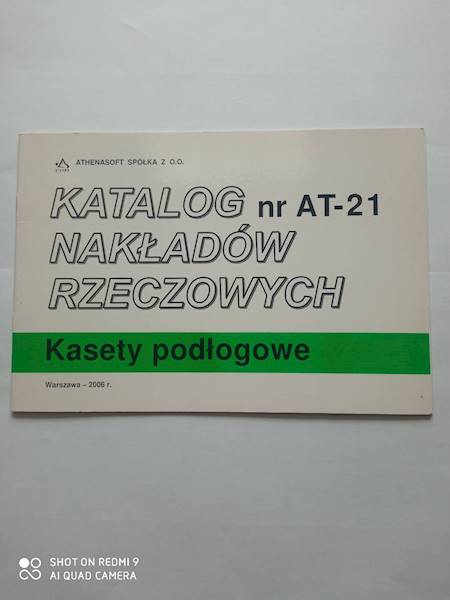 ATHENASOFT SPÓŁKA Z O.O.
KATALOG nr AT-21
NAKŁADÓW
RZECZOWYCH
Kasety podłogowe
Warszawa – 2006 r.
SHOT ON REDMI 9
AI QUAD CAMERA